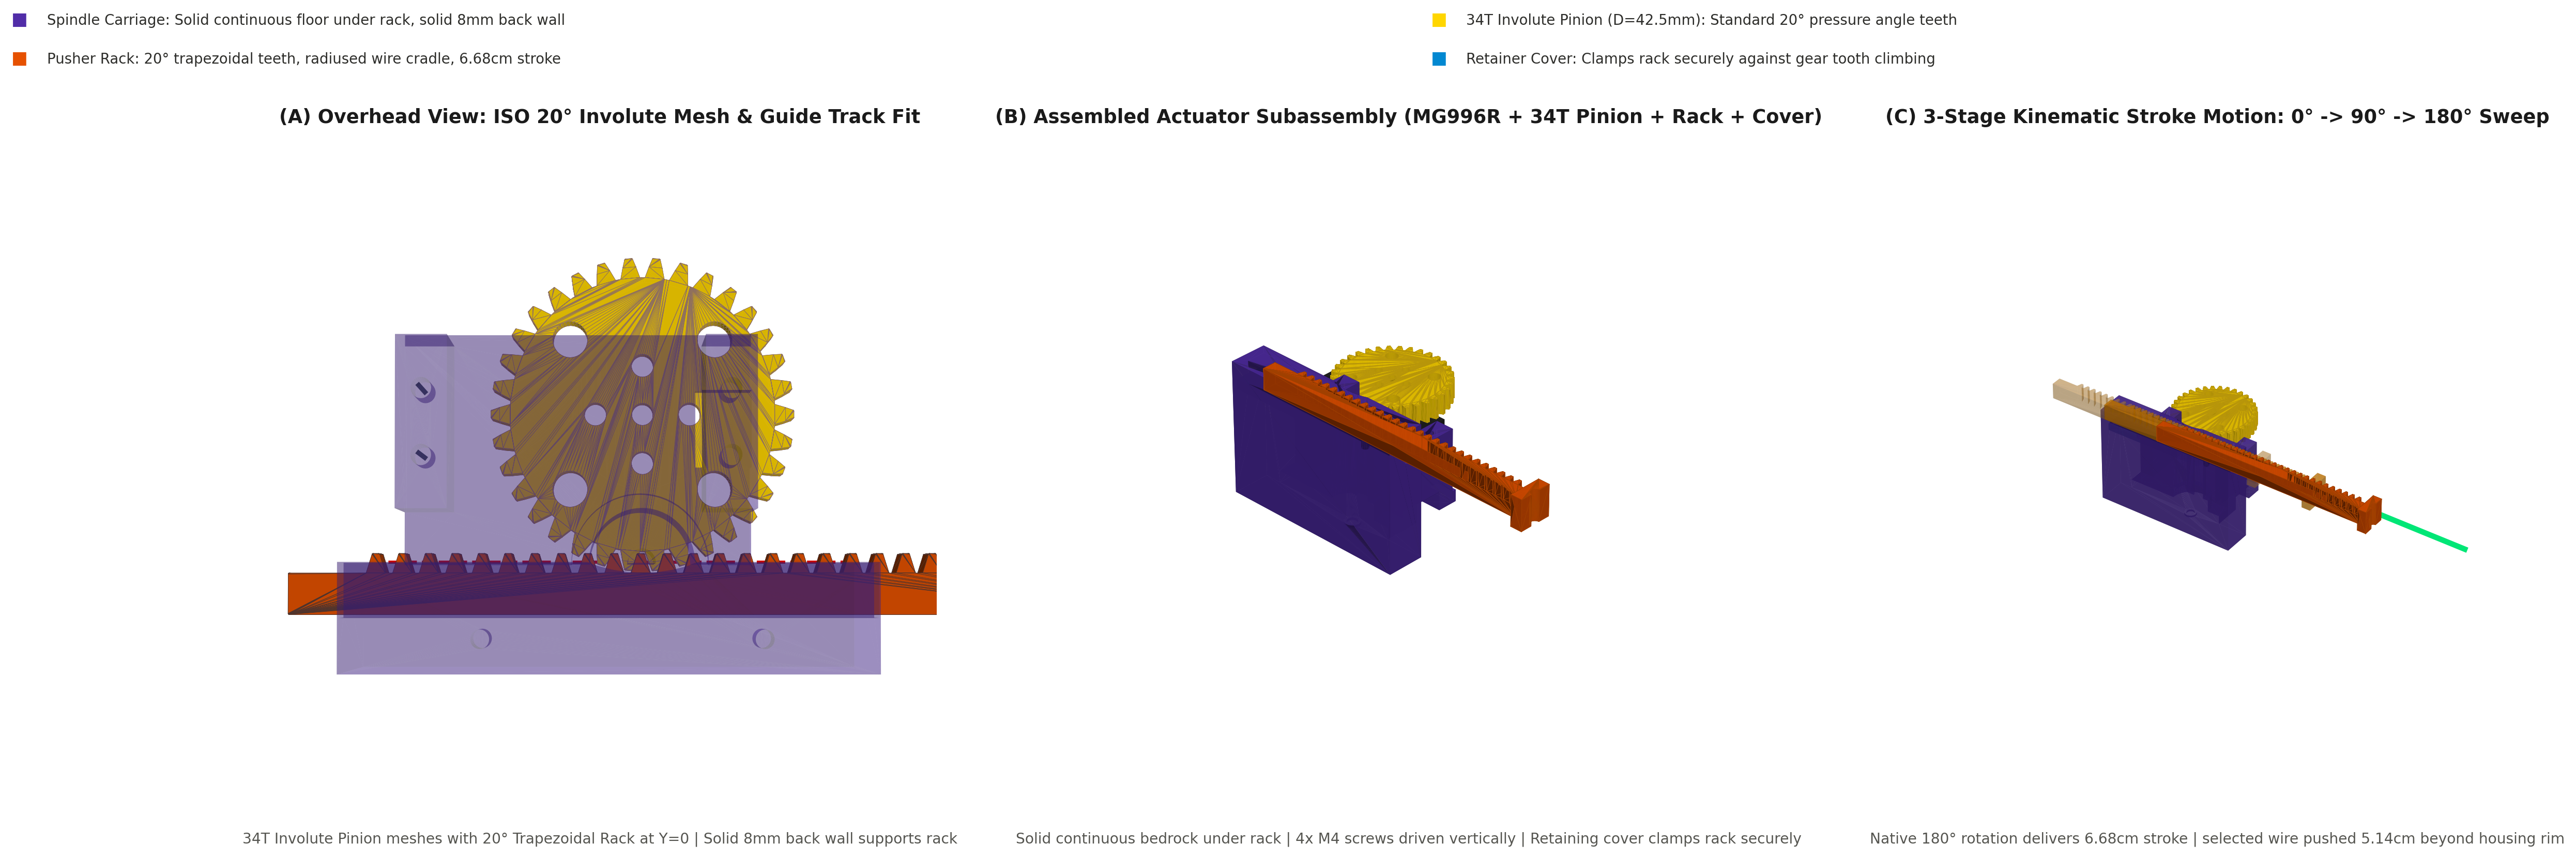 Spindle Carriage: Solid continuous floor under rack, solid 8mm back wall
Pusher Rack: 20° trapezoidal teeth, radiused wire cradle, 6.68cm stroke
34T Involute Pinion (D=42.5mm): Standard 20° pressure angle teeth
Retainer Cover: Clamps rack securely against gear tooth climbing
(A) Overhead View: ISO 20° Involute Mesh & Guide Track Fit
(B) Assembled Actuator Subassembly (MG996R + 34T Pinion + Rack + Cover)
(C) 3-Stage Kinematic Stroke Motion: 0° -> 90° -> 180° Sweep
34T Involute Pinion meshes with 20° Trapezoidal Rack at Y=0 | Solid 8mm back wall supports rack
Solid continuous bedrock under rack | 4x M4 screws driven vertically | Retaining cover clamps rack securely
Native 180° rotation delivers 6.68cm stroke | selected wire pushed 5.14cm beyond housing rim